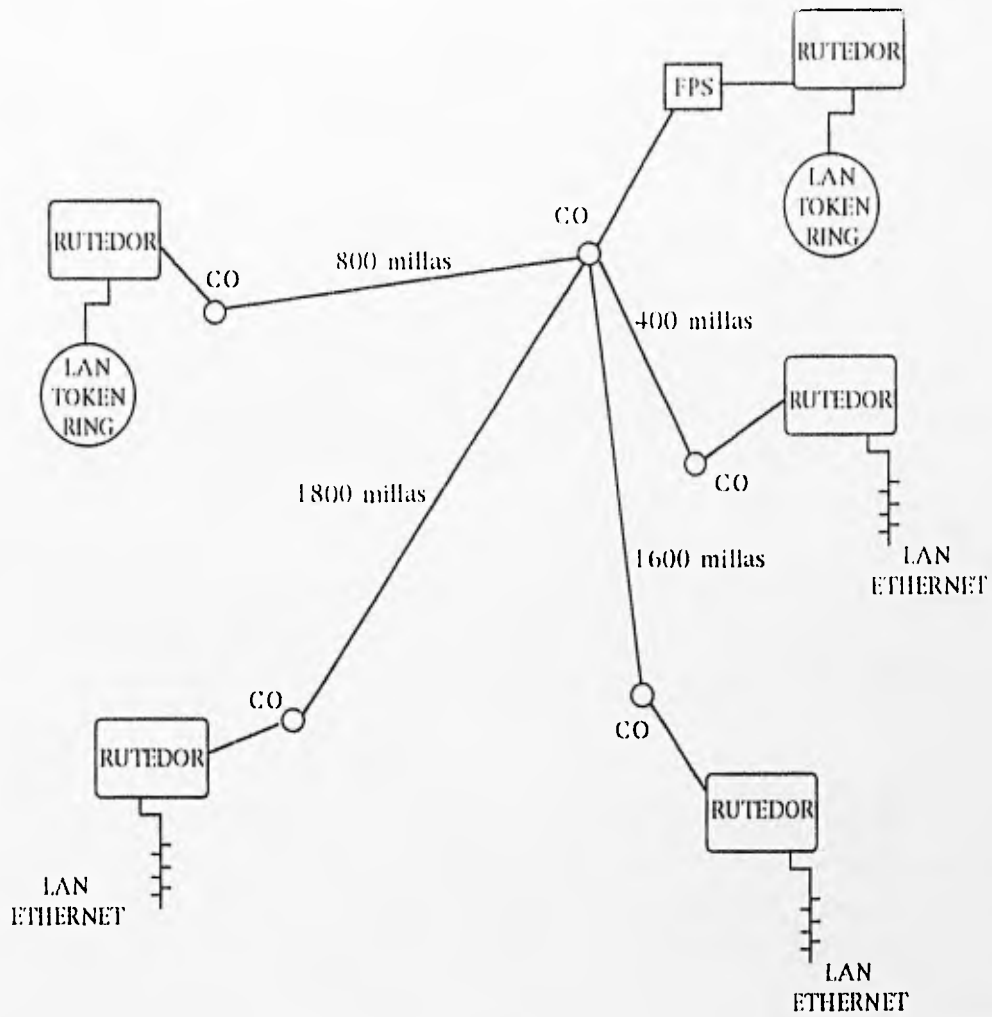 RUTEDOR
FPS
LAN
TOKEN
RING
CO
RUTEDOR
CO
800 millas
400 millas
LAN
TOKEN
RING
RUTEDOR
CO
1800 millas
LAN
ETHERNET
1600 millas
CO
RUTEDOR
CO
RUTEDOR
LAN
ETHERNET
LAN
ETHERNET